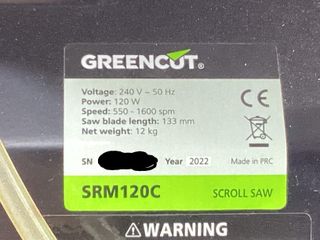 GREENCUT®
Voltage: 240 V ~ 50 Hz
Power: 120 W
Speed: 550 - 1600 spm
Saw blade length: 133 mm
Net weight: 12 kg
CE
SN Year 2022 Made in PRC
SRM120C SCROLL SAW
WARNING